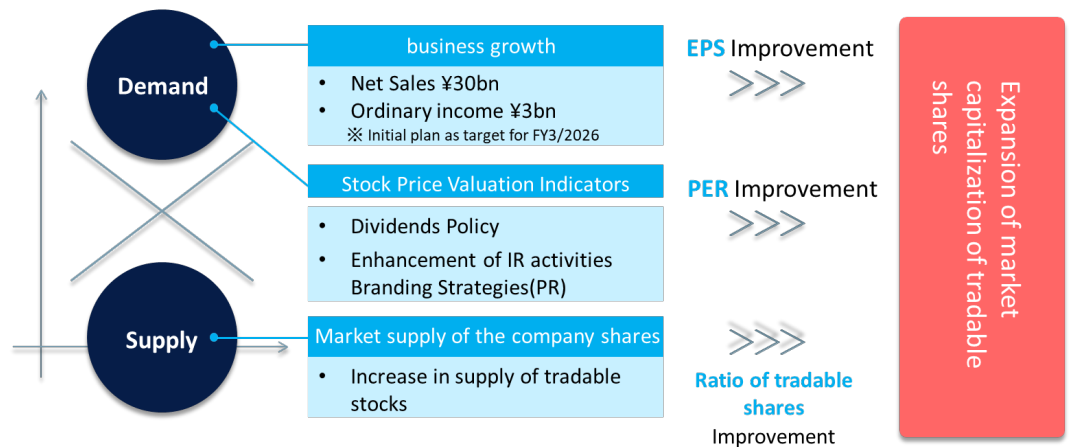 Demand
business growth
• Net Sales ¥30bn
• Ordinary income ¥3bn
※ Initial plan as target for FY3/2026
EPS Improvement
Stock Price Valuation Indicators
• Dividends Policy
• Enhancement of IR activities
Branding Strategies(PR)
PER Improvement
Supply
Market supply of the company shares
• Increase in supply of tradable
stocks
Ratio of tradable
shares
Improvement
Expansion of market
capitalization of tradable
shares